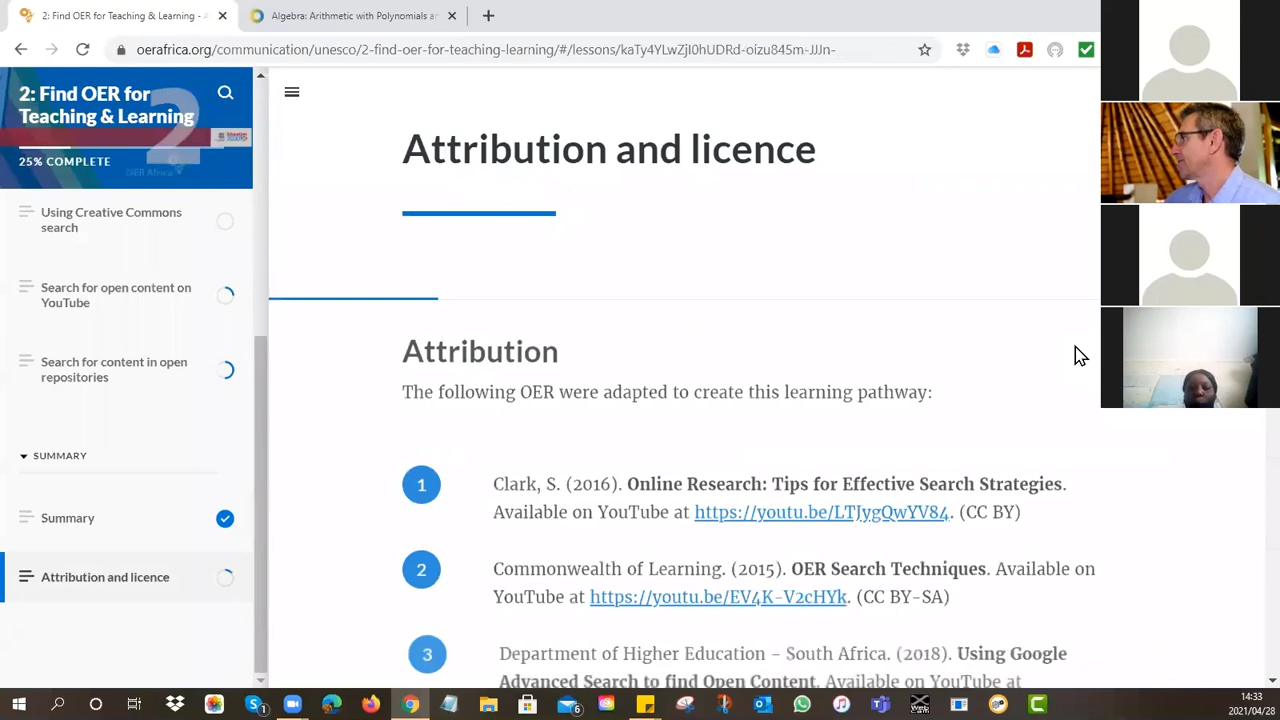 2: Find OER for Teaching & Learning -
Algebra: Arithmetic with Polynomials a
oerafrica.org/communication/unesco/2-find-oer-for-teaching-learning/#/lessons/kaTy4YLwZjI0hUDRd-oizu845m-JJJn-
2: Find OER for
Teaching & Learning
2
25% COMPLETE
OER Africa
Using Creative Commons
search
Search for open content on
YouTube
Search for content in open
repositories
SUMMARY
Summary
Attribution and licence
Attribution and licence
Attribution
The following OER were adapted to create this learning pathway:
1
Clark, S. (2016). Online Research: Tips for Effective Search Strategies.
Available on YouTube at https://youtu.be/LTJygQwYV84. (CC BY)
2
Commonwealth of Learning. (2015). OER Search Techniques. Available on
YouTube at https://youtu.be/EV4K-V2cHYk. (CC BY-SA)
3
Department of Higher Education – South Africa. (2018). Using Google
Advanced Search to find Open Content. Available on YouTube at
14:33
2021/04/28